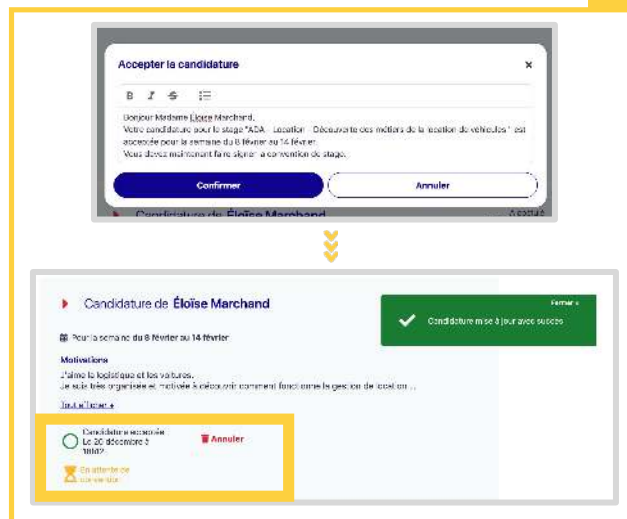 Accepter la candidature ×
B I S
Bonjour Madame Éloïse Marchand,
Votre candidature pour le stage "ADA - Location - Découverte des métiers de la location de véhicules " est
acceptée pour la semaine du 8 février au 14 février.
Vous devez maintenant faire signer la convention de stage.
Confirmer Annuler
Candidature de Éloïse Marchand A postulé
Candidature de Éloïse Marchand
Fermer x
Candidature mise à jour avec succès
Pour la semaine du 8 février au 14 février
Motivations
J'aime la logistique et les voitures.
Je suis très organisée et motivée à découvrir comment fonctionne la gestion de location ...
Tout afficher +
Candidature acceptée
Le 20 décembre à
Annuler
En attente de
convention